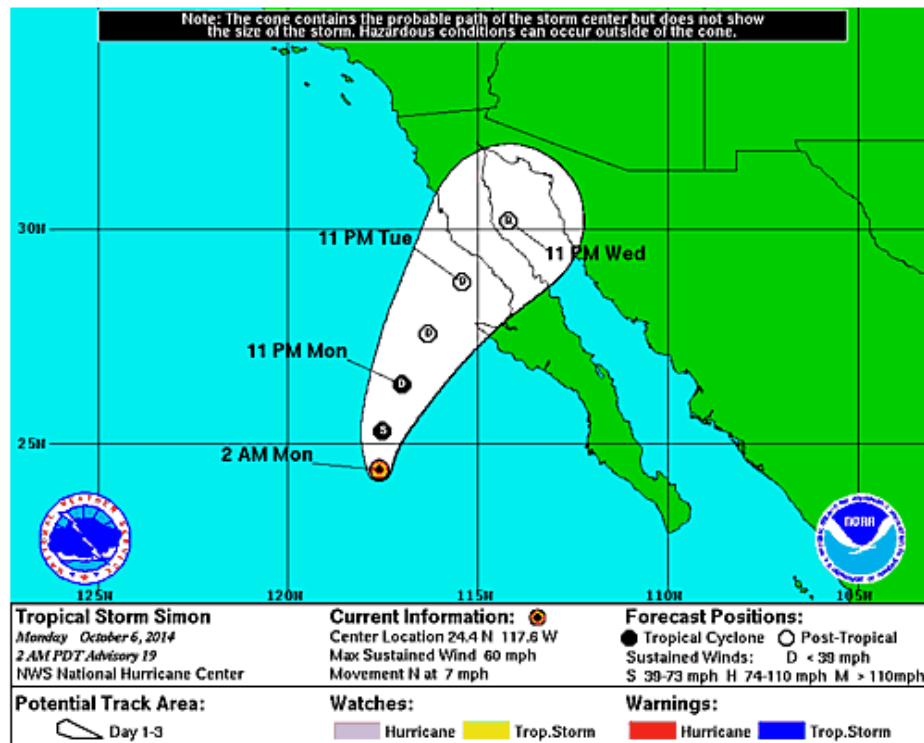 Note: The cone contains the probable path of the storm center but does not show
the size of the storm. Hazardous conditions can occur outside of the cone.
30N
11 PM Tue
11 PM Wed
D
D
D
11 PM Mon
D
S
25N
2 AM Mon
NOAA
125W
120W
115W
110W
105W
Tropical Storm Simon
Monday October 6, 2014
2 AM PDT Advisory 19
NWS National Hurricane Center
Current Information:
Center Location 24.4 N 117.6 W
Max Sustained Wind 60 mph
Movement N at 7 mph
Forecast Positions:
Tropical Cyclone Post-Tropical
Sustained Winds: D < 39 mph
S 39-73 mph H 74-110 mph M > 110mph
Potential Track Area:
Day 1-3
Watches:
Hurricane Trop.Storm
Warnings:
Hurricane Trop.Storm